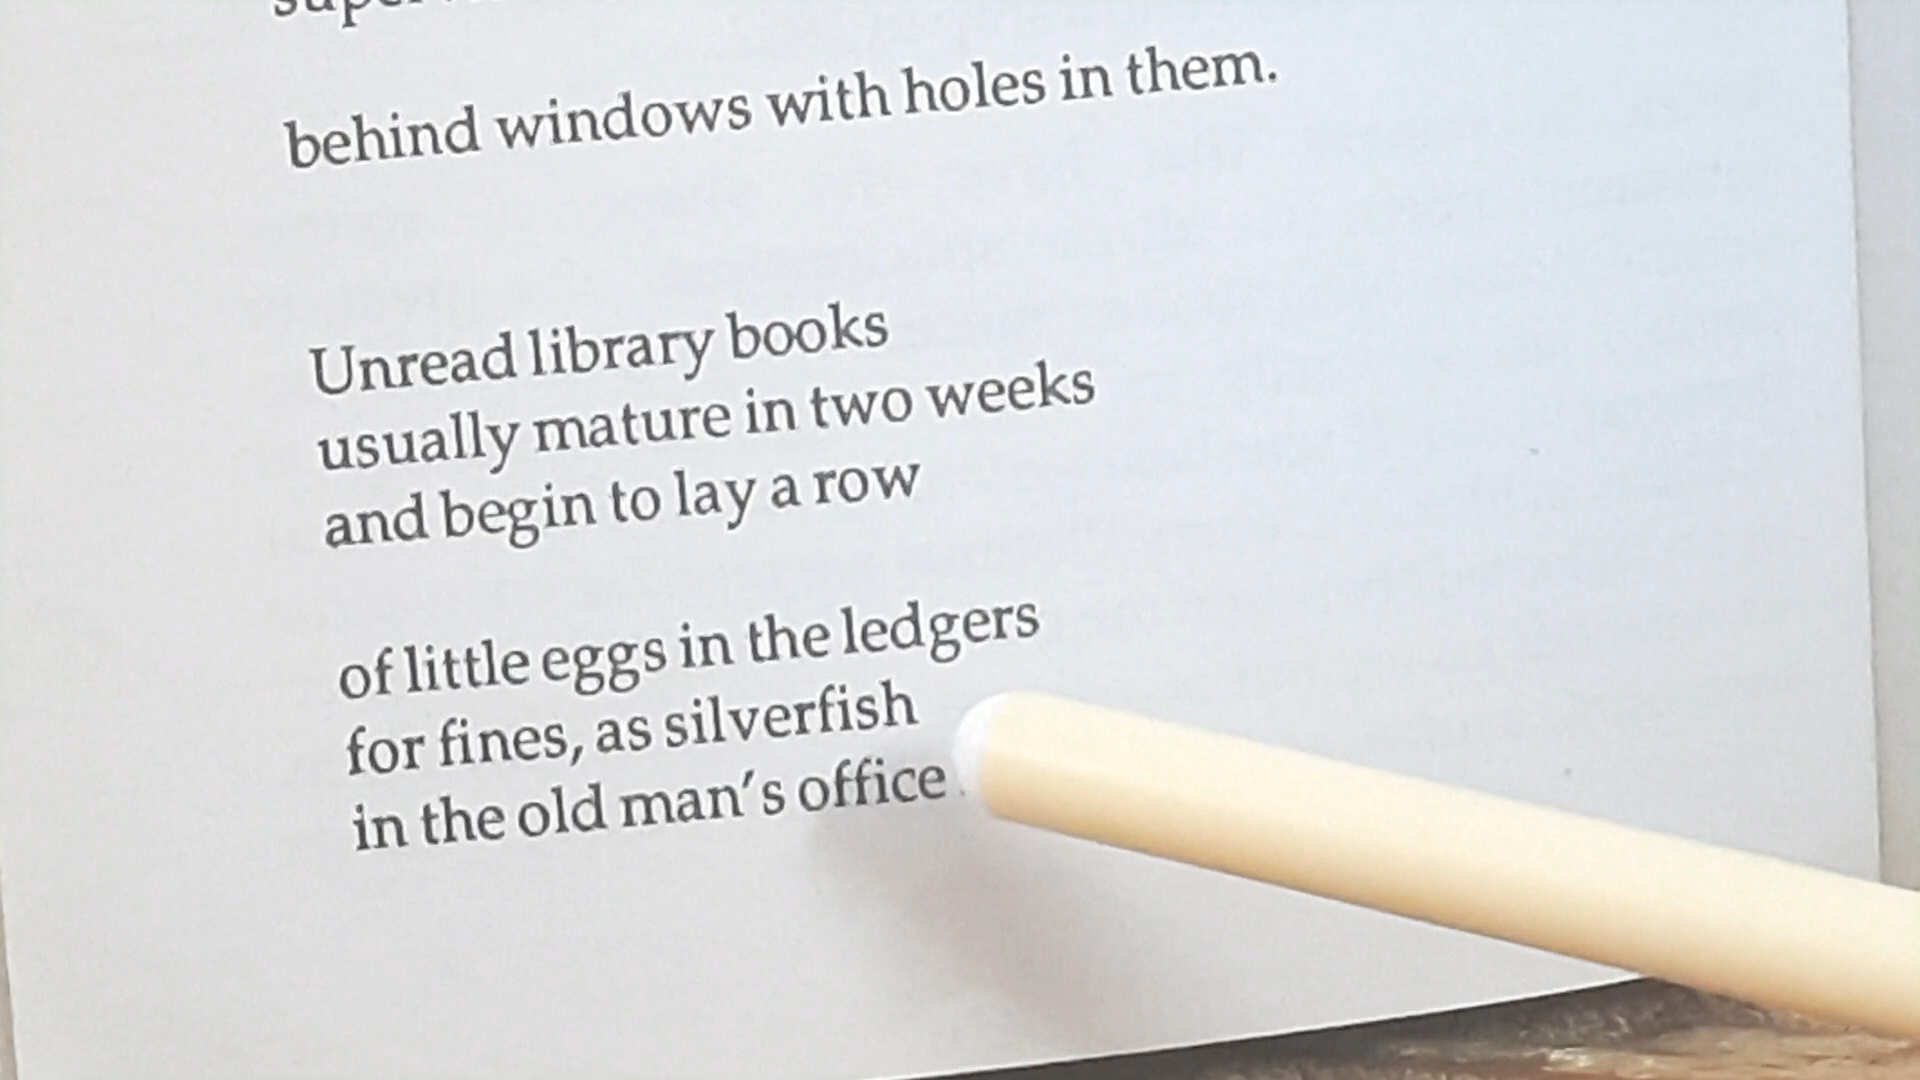 behind windows with holes in them.
Unread library books
usually mature in two weeks
and begin to lay a row
of little eggs in the ledgers
for fines, as silverfish
in the old man's office